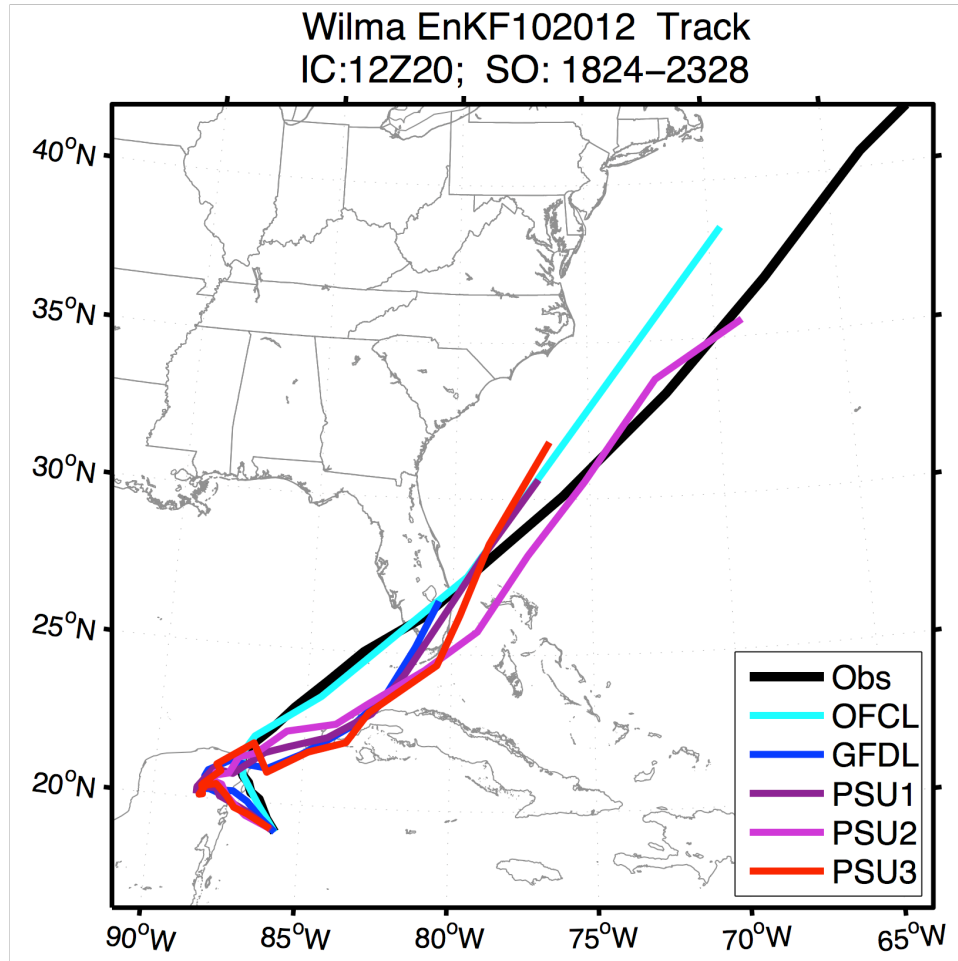 Wilma EnKF102012 Track
IC:12Z20; SO: 1824−2328
40°N
35°N
30°N
25°N
20°N
90°W 85°W 80°W 75°W 70°W 65°W
Obs
OFCL
GFDL
PSU1
PSU2
PSU3